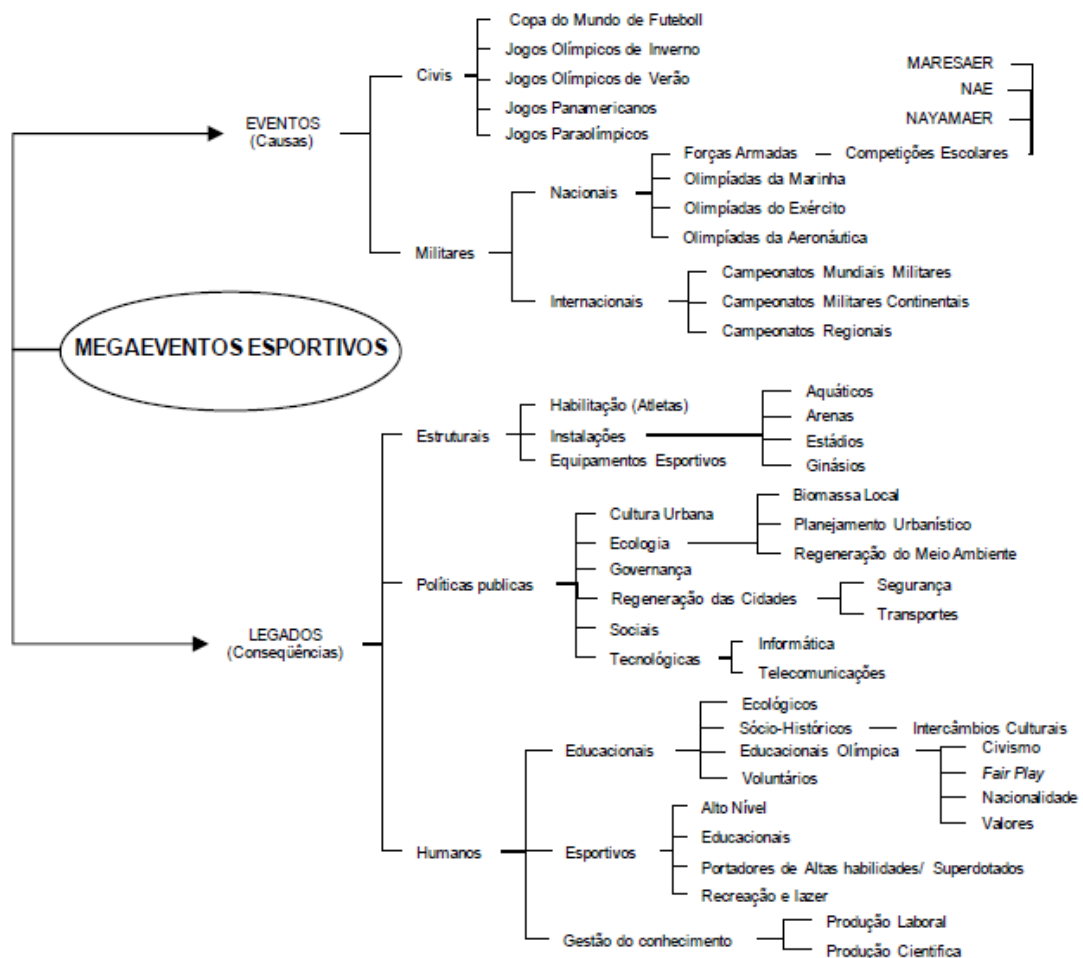 MEGAEVENTOS ESPORTIVOS
EVENTOS
(Causas)
Civis
Copa do Mundo de Futeboll
Jogos Olímpicos de Inverno
Jogos Olímpicos de Verão
Jogos Panamericanos
Jogos Paraolímpicos
Militares
Nacionais
Forças Armadas
Competições Escolares
MARESAER
NAE
NAYAMAER
Olimpíadas da Marinha
Olimpíadas do Exército
Olimpíadas da Aeronáutica
Internacionais
Campeonatos Mundiais Militares
Campeonatos Militares Continentais
Campeonatos Regionais
LEGADOS
(Conseqüências)
Estruturais
Habilitação (Atletas)
Instalações
Aquáticos
Arenas
Estádios
Ginásios
Equipamentos Esportivos
Políticas publicas
Cultura Urbana
Ecologia
Biomassa Local
Planejamento Urbanístico
Regeneração do Meio Ambiente
Governança
Regeneração das Cidades
Segurança
Transportes
Sociais
Tecnológicas
Informática
Telecomunicações
Humanos
Educacionais
Ecológicos
Sócio-Históricos
Intercâmbios Culturais
Educacionais Olímpica
Civismo
Fair Play
Nacionalidade
Valores
Voluntários
Esportivos
Alto Nível
Educacionais
Portadores de Altas habilidades/ Superdotados
Recreação e lazer
Gestão do conhecimento
Produção Laboral
Produção Cientifica